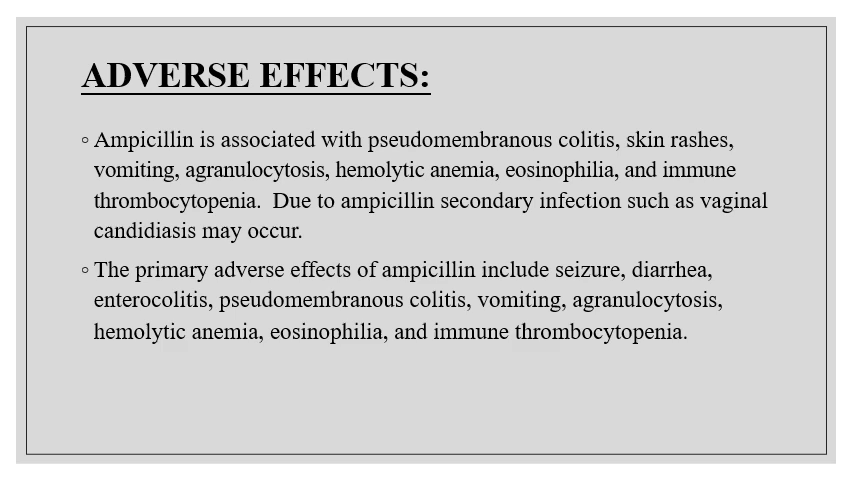 ADVERSE EFFECTS:
◦ Ampicillin is associated with pseudomembranous colitis, skin rashes,
vomiting, agranulocytosis, hemolytic anemia, eosinophilia, and immune
thrombocytopenia.  Due to ampicillin secondary infection such as vaginal
candidiasis may occur.
◦ The primary adverse effects of ampicillin include seizure, diarrhea,
enterocolitis, pseudomembranous colitis, vomiting, agranulocytosis,
hemolytic anemia, eosinophilia, and immune thrombocytopenia.